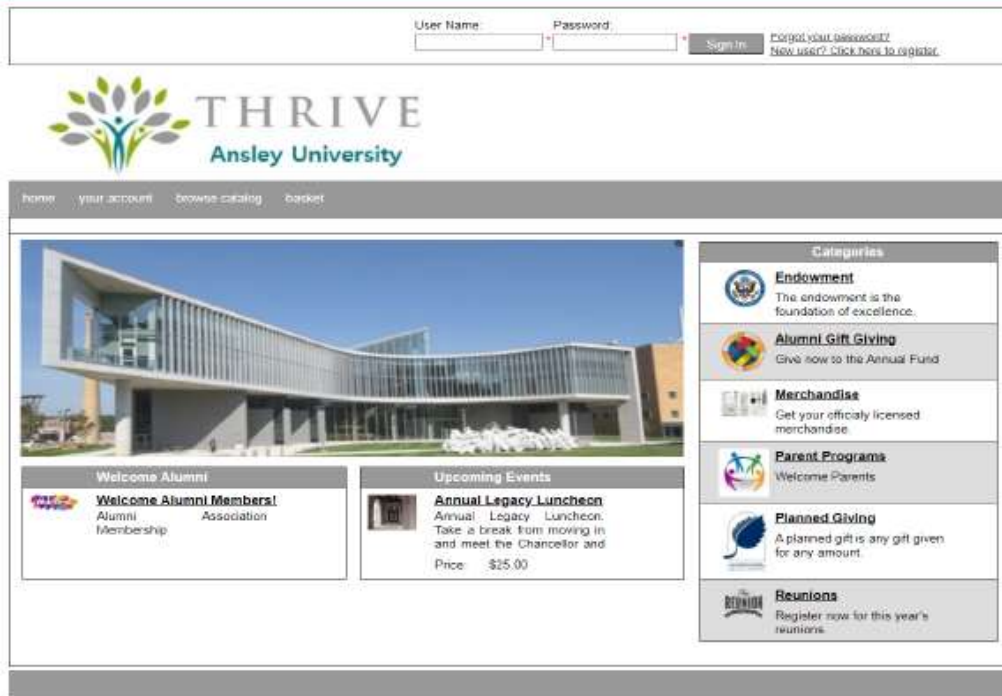 User Name: Password:
* * Sign In
Forgot your password?
New user? Click here to register.
THRIVE
Ansley University
home your account browse catalog basket
Categories
Endowment
The endowment is the
foundation of excellence.
Alumni Gift Giving
Give now to the Annual Fund
Merchandise
Get your officialy licensed
merchandise.
Parent Programs
Welcome Parents
Planned Giving
A planned gift is any gift given
for any amount.
Reunions
Register now for this year's
reunions.
Welcome Alumni
Welcome Alumni Members!
Alumni Association
Membership
Upcoming Events
Annual Legacy Luncheon
Annual Legacy Luncheon.
Take a break from moving in
and meet the Chancellor and
Price: $25.00
REUNION